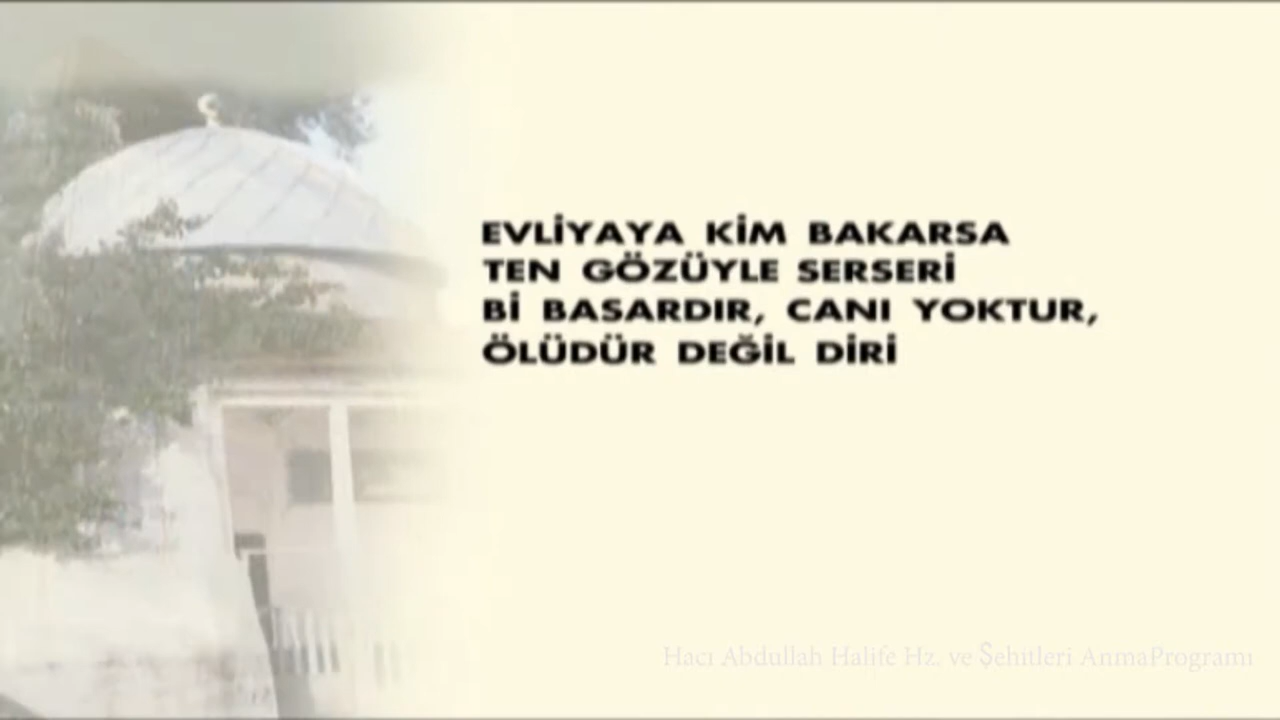 EVLİYAYA KİM BAKARSA
TEN GÖZÜYLE SERSERİ
Bİ BASARDIR, CANI YOKTUR,
ÖLÜDÜR DEĞİL DİRİ
Hacı Abdullah Halife Hz. ve Şehitleri AnmaProgramı